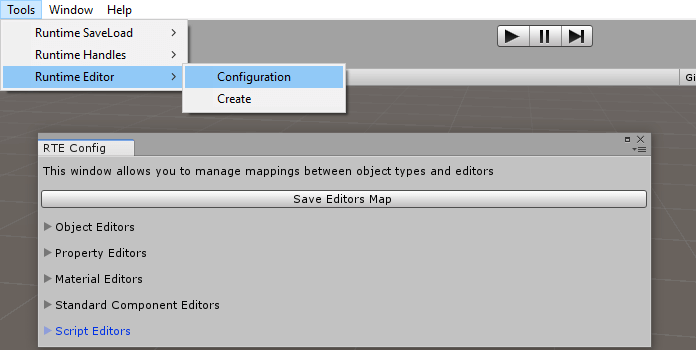 Tools Window Help
Runtime SaveLoad
Runtime Handles
Runtime Editor
Configuration
Create
Gi
RTE Config
This window allows you to manage mappings between object types and editors
Save Editors Map
Object Editors
Property Editors
Material Editors
Standard Component Editors
Script Editors